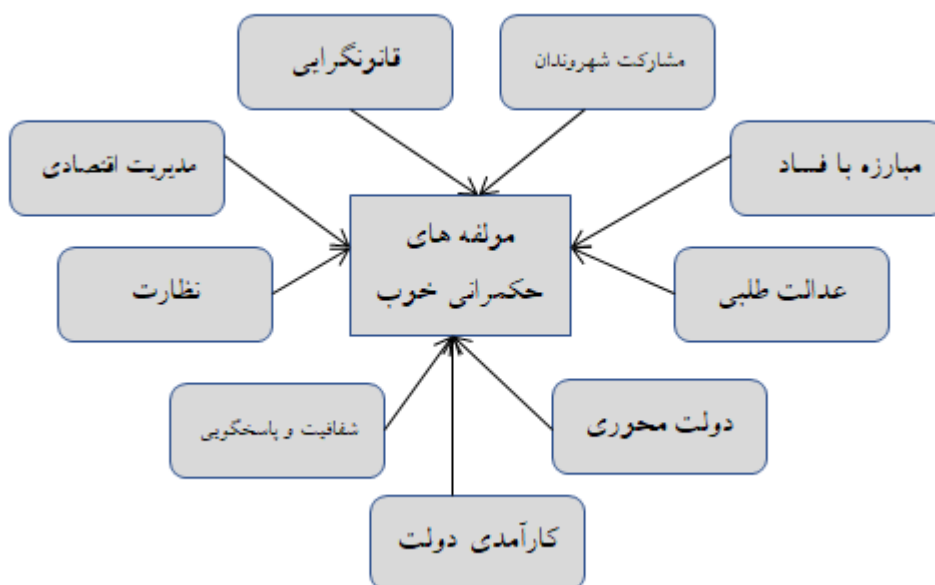 مشارکت شهروندان
قانونگرایی
مبارزه با فساد
مدیریت اقتصادی
مولفه های
حکمرانی خوب
عدالت طلبی
نظارت
دولت محوری
شفافیت و پاسخگویی
کارآمدی دولت